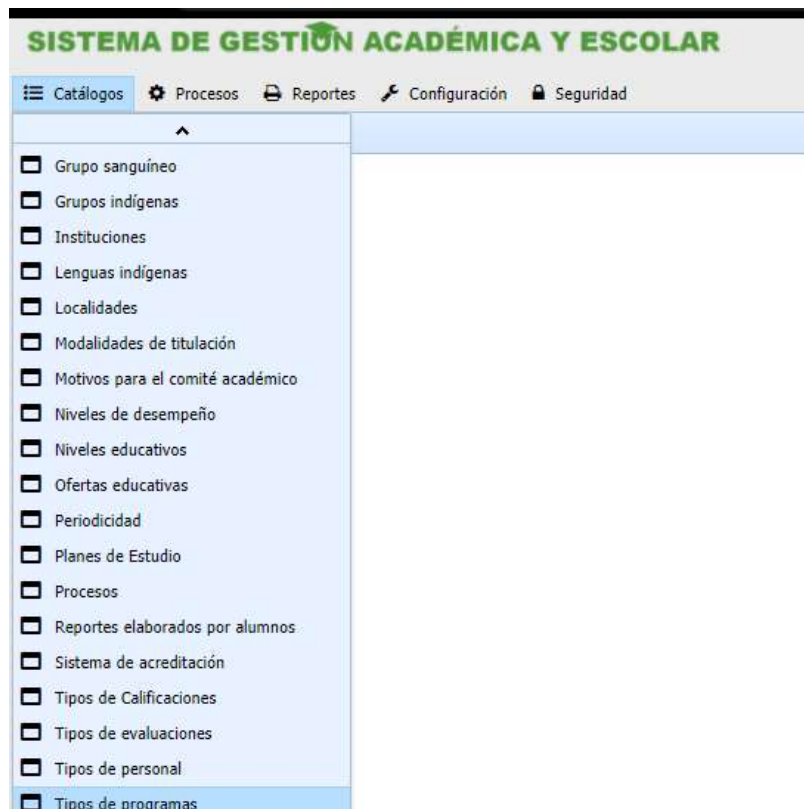 SISTEMA DE GESTIÓN ACADÉMICA Y ESCOLAR
Catálogos Procesos Reportes Configuración Seguridad
Grupo sanguíneo
Grupos indígenas
Instituciones
Lenguas indígenas
Localidades
Modalidades de titulación
Motivos para el comité académico
Niveles de desempeño
Niveles educativos
Ofertas educativas
Periodicidad
Planes de Estudio
Procesos
Reportes elaborados por alumnos
Sistema de acreditación
Tipos de Calificaciones
Tipos de evaluaciones
Tipos de personal
Tipos de programas